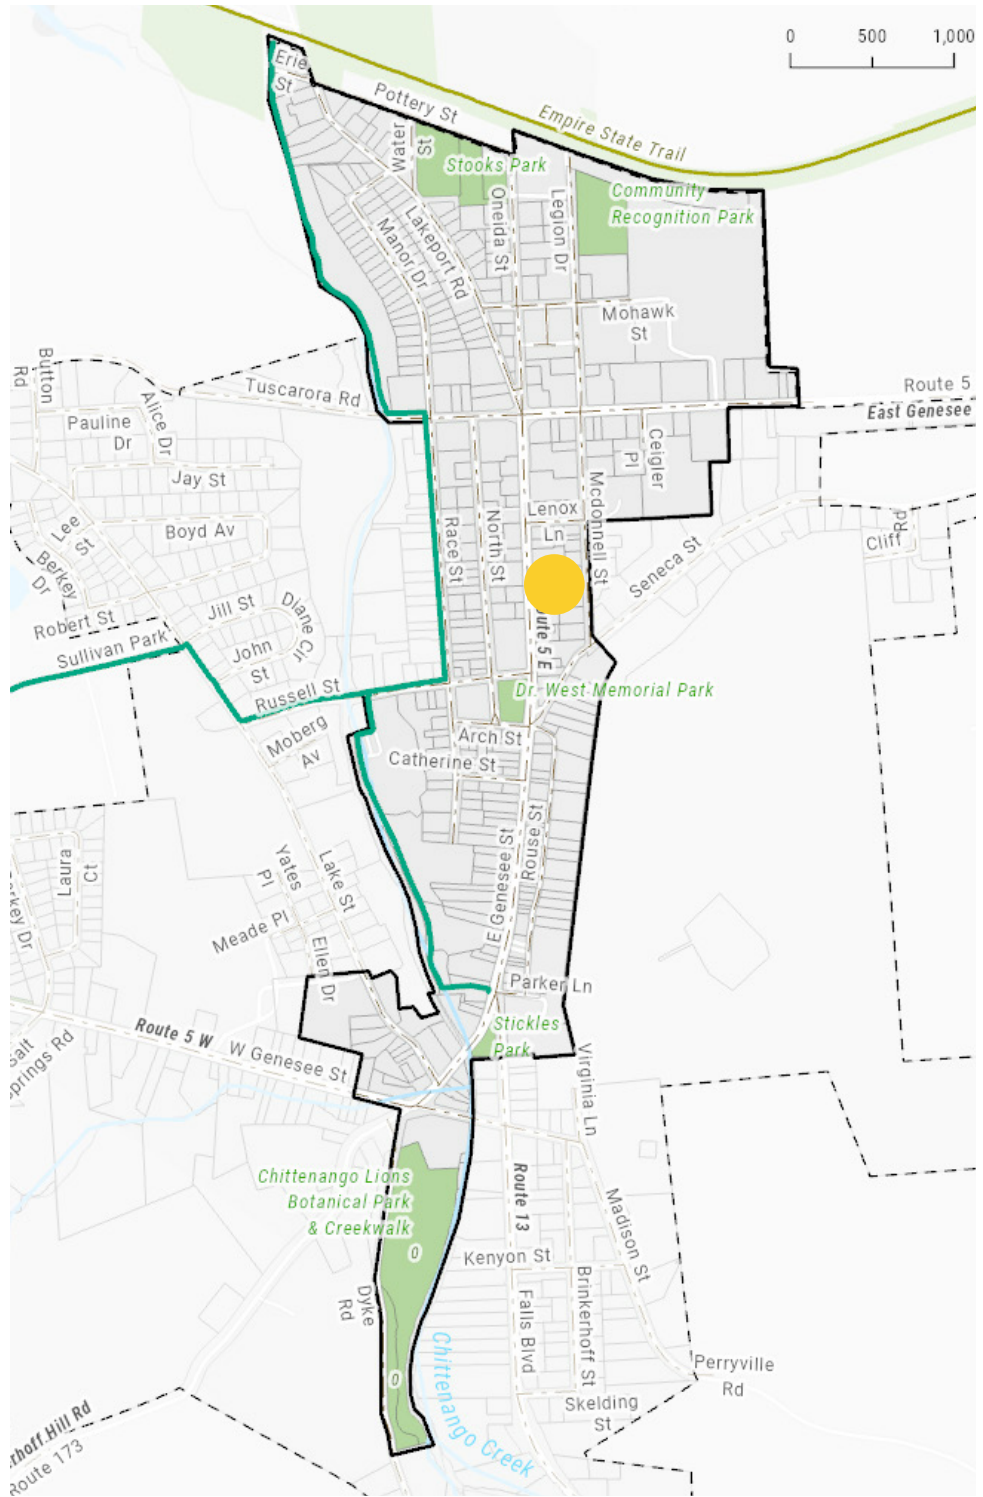 0 500 1,000
Erie
St
Pottery St
Empire State Trail
Water
St
Stooks Park
Community
Recognition Park
Oneida St
Legion Dr
Lakeport Rd
Manor Dr
Mohawk
St
Button
Rd
Tuscarora Rd
Route 5
East Genesee
Pauline
Dr
Alice Dr
Ceigler
Pl
Jay St
Mcdonnell St
Lenox
Ln
Race St
North St
Lee
St
Boyd Av
Cliff
Rd
Seneca St
Berkey
Dr
Robert St
Jill St
Diane Cir
John
St
Sullivan Park
Russell St
Route 5 E
Dr. West Memorial Park
Moberg
Av
Arch St
Catherine St
E Genesee St
Rouse St
Laura
Ct
Yates
Pl
Lake St
Meade Pl
Ellen Dr
Parker Ln
Stickles
Park
Route 5 W
W Genesee St
Virginia Ln
Chittenango Lions
Botanical Park
& Creekwalk
0
Route 13
Madison St
Kenyon St
Dyke
Rd
Falls Blvd
Brinkerhoff St
Chittenango Creek
0
Perryville
Rd
Skelding
St
Route 173